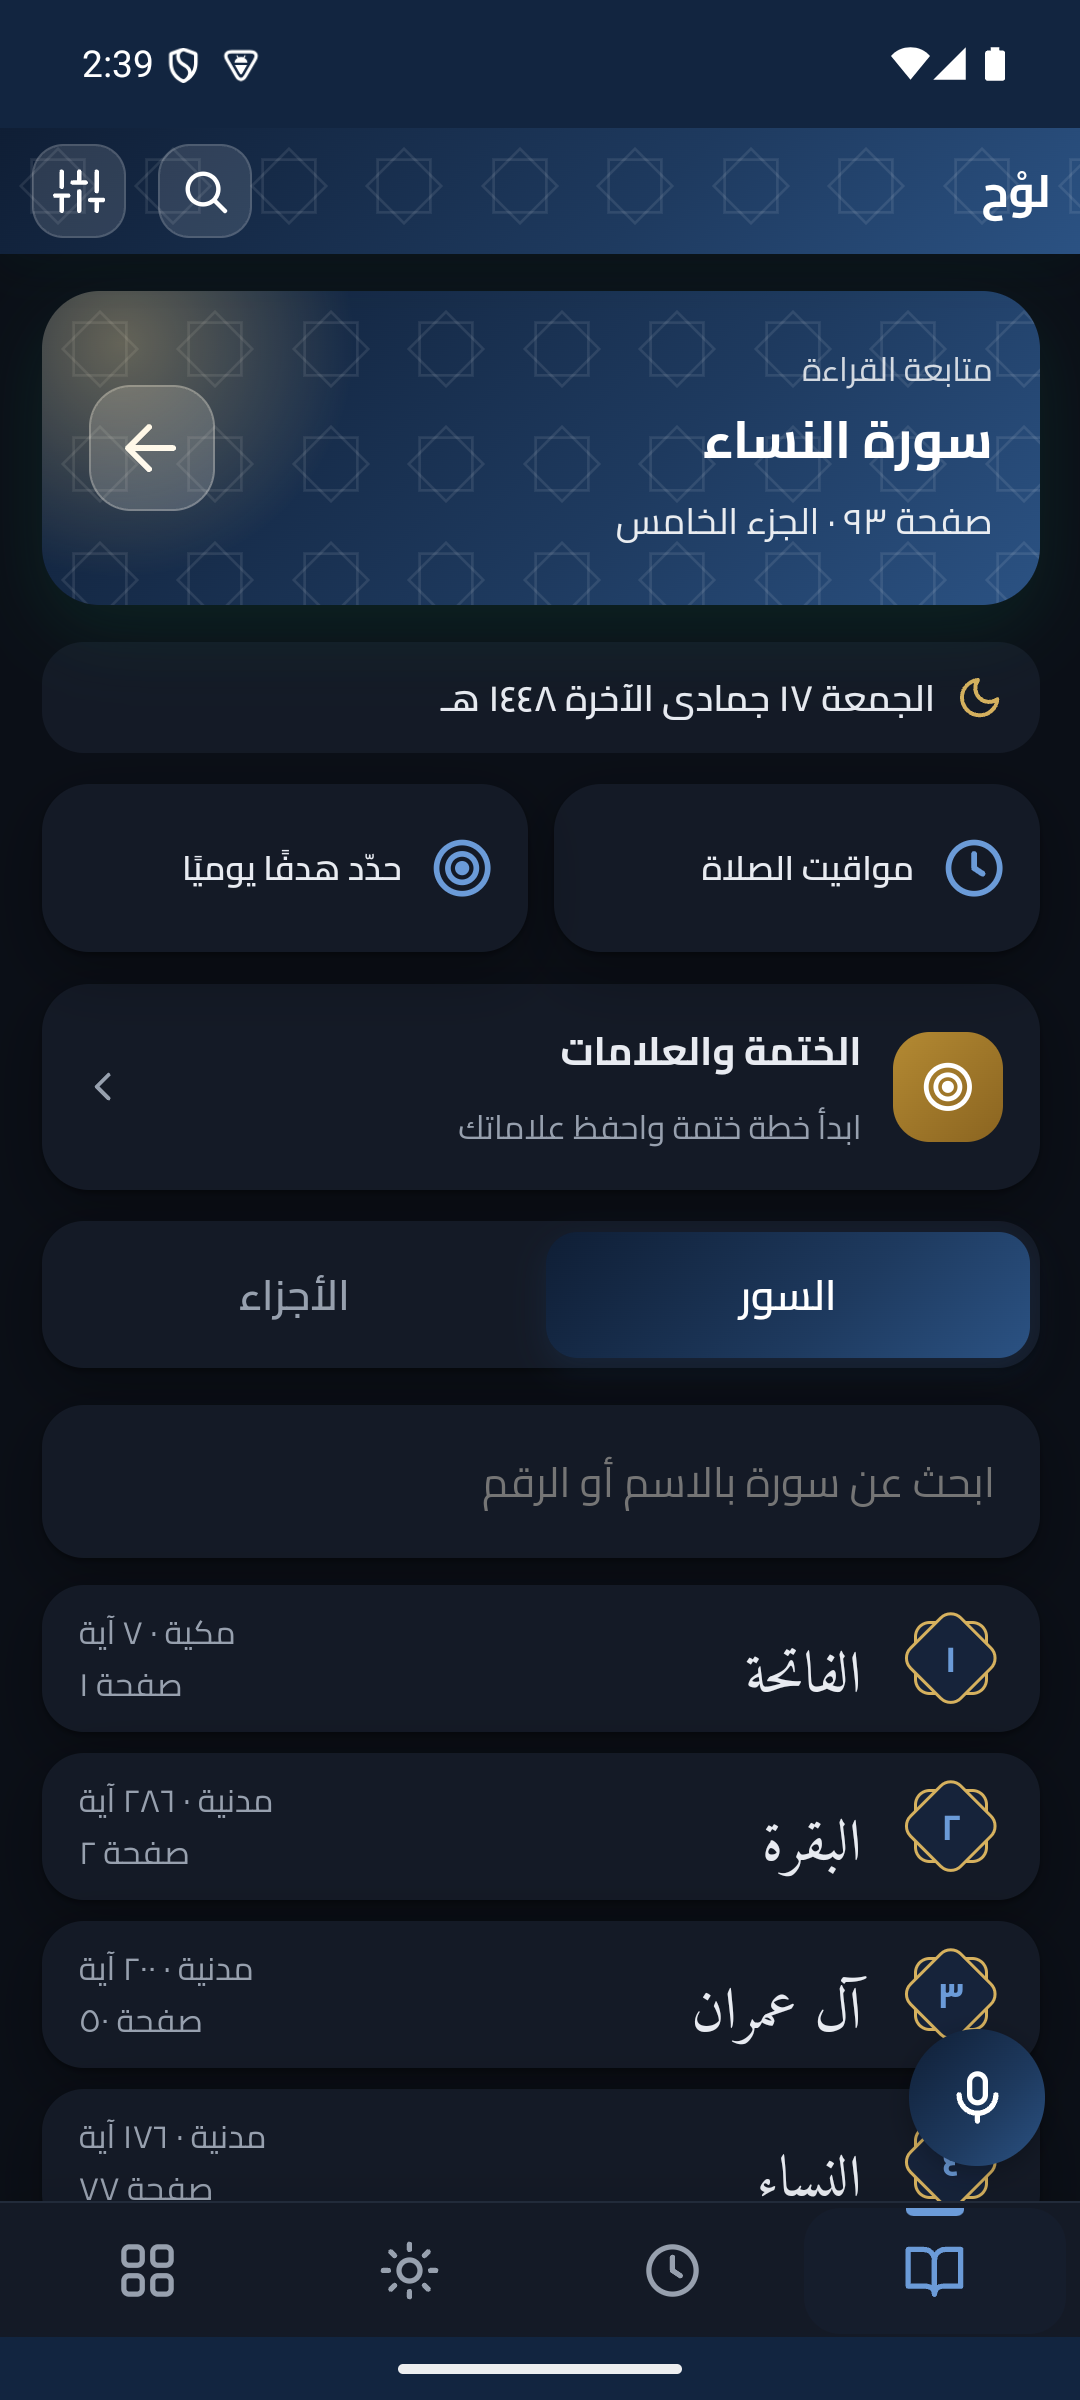 2:39
لوْح
متابعة القراءة
سورة النساء
صفحة ٩٣ · الجزء الخامس
الجمعة ١٧ جمادى الآخرة ١٤٤٨ هـ
مواقيت الصلاة
حدّد هدفًا يوميًا
الختمة والعلامات
ابدأ خطة ختمة واحفظ علاماتك
السور
الأجزاء
ابحث عن سورة بالاسم أو الرقم
١
الفاتحة
مكية · ٧ آية
صفحة ١
٢
البقرة
مدنية · ٢٨٦ آية
صفحة ٢
٣
آل عمران
مدنية · ٢٠٠ آية
صفحة ٥٠
٤
النساء
مدنية · ١٧٦ آية
صفحة ٧٧